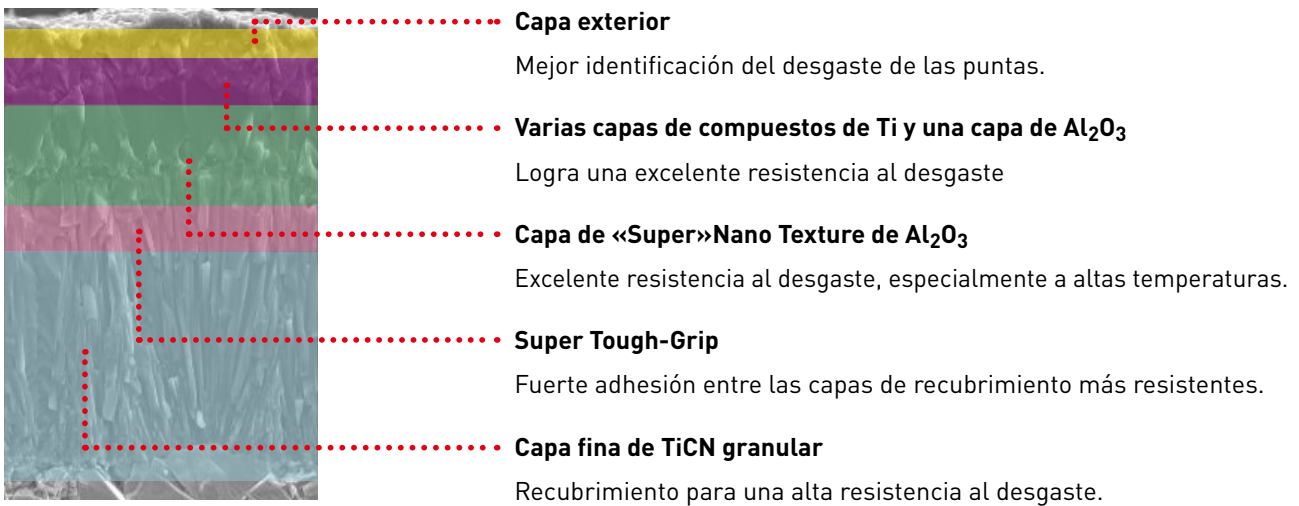 Capa exterior
Mejor identificación del desgaste de las puntas.
Varias capas de compuestos de Ti y una capa de Al₂O₃
Logra una excelente resistencia al desgaste
Capa de «Super»Nano Texture de Al₂O₃
Excelente resistencia al desgaste, especialmente a altas temperaturas.
Super Tough-Grip
Fuerte adhesión entre las capas de recubrimiento más resistentes.
Capa fina de TiCN granular
Recubrimiento para una alta resistencia al desgaste.